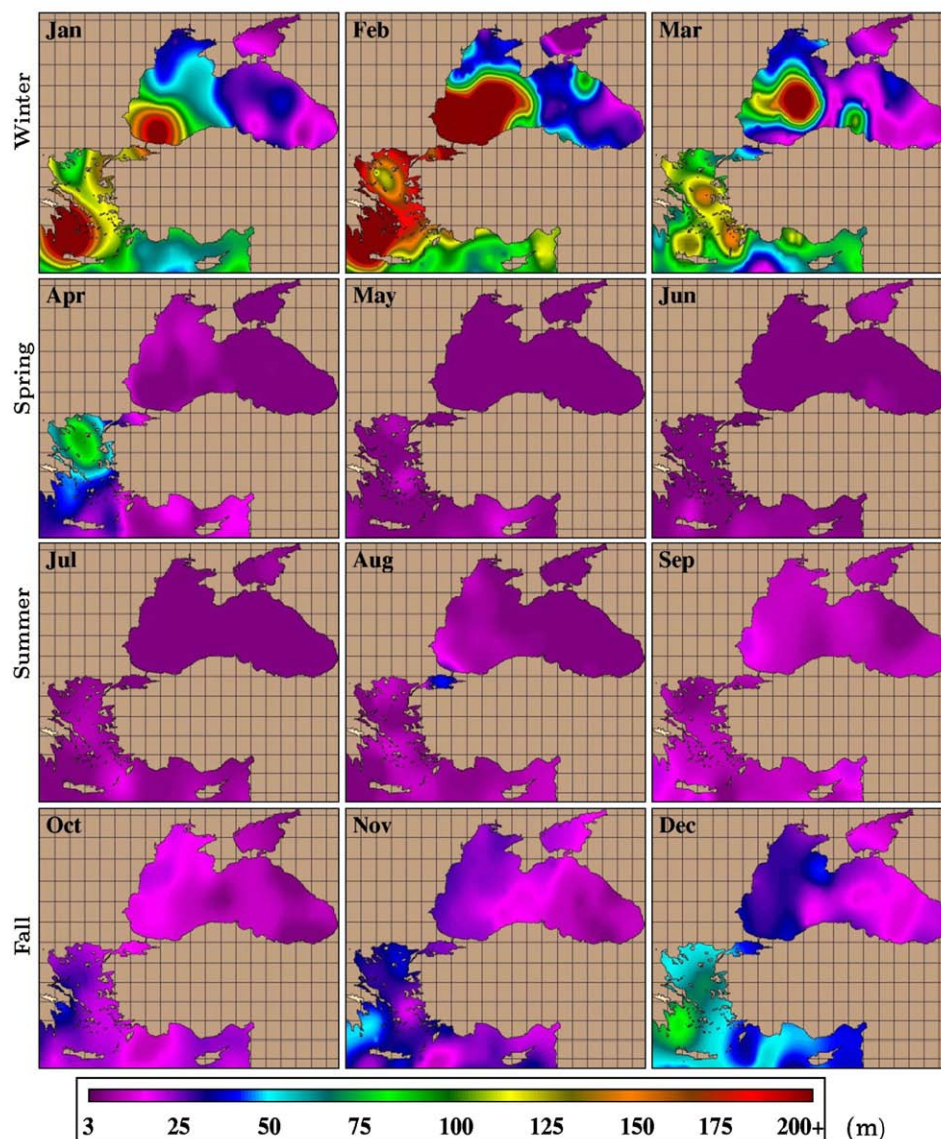 Jan Feb Mar
Winter
Apr May Jun
Spring
Jul Aug Sep
Summer
Oct Nov Dec
Fall
3 25 50 75 100 125 150 175 200+ (m)